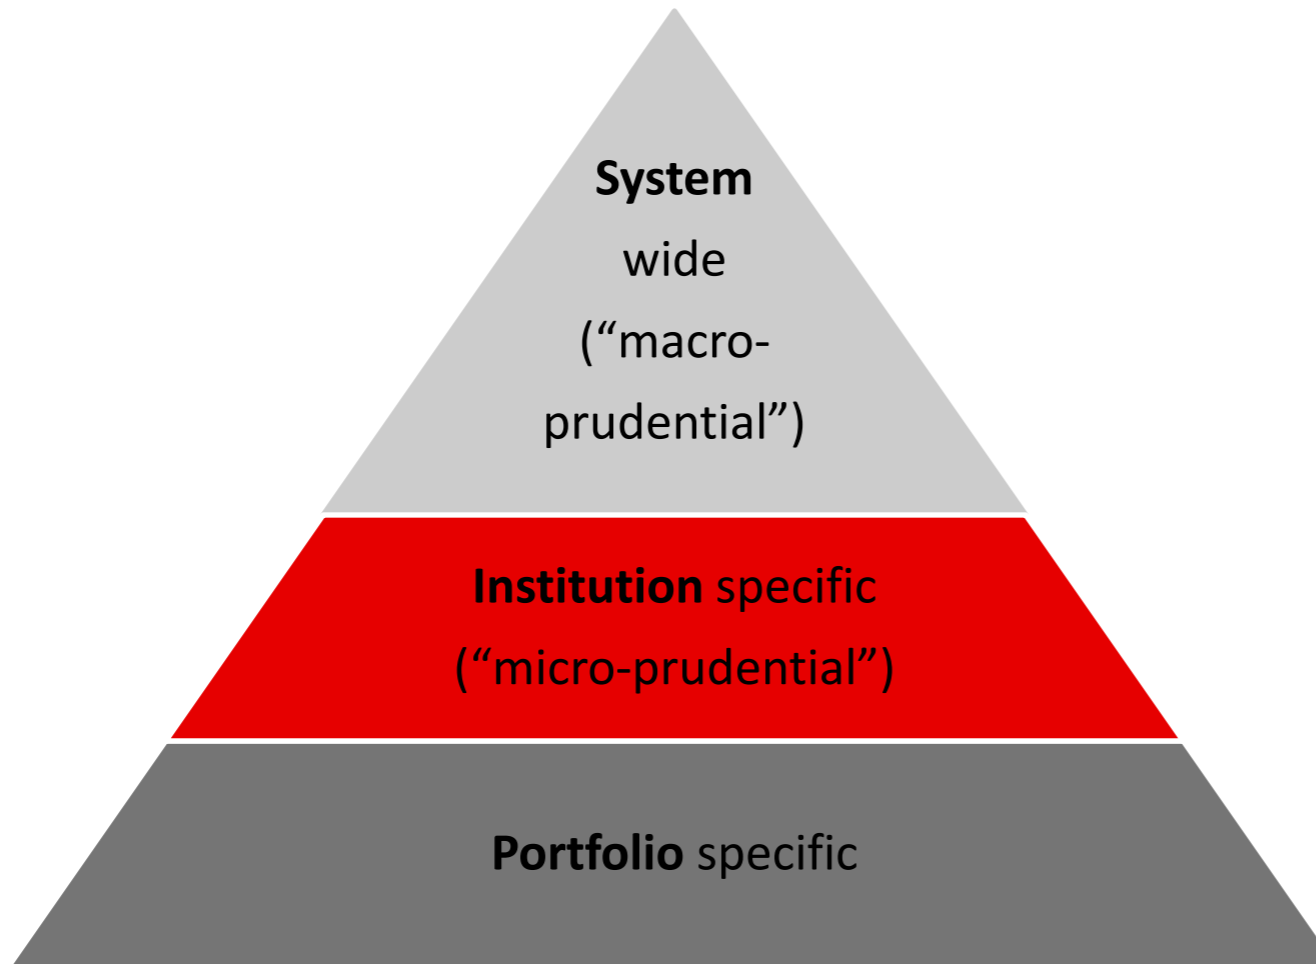 System
wide
(“macro-
prudential”)
Institution specific
(“micro-prudential”)
Portfolio specific